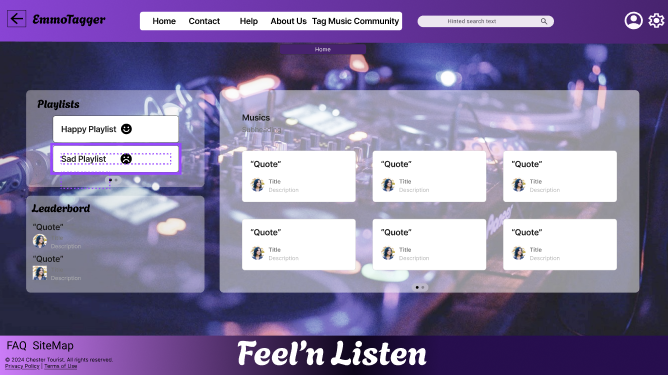 EmmoTagger
Home Contact Help About Us Tag Music Community
Hinted search text
Home
Playlists
Happy Playlist
Sad Playlist
Leaderbord
"Quote"
Description
"Quote"
Description
Musics
"Quote" "Quote" "Quote"
Title Title Title
Description Description Description
"Quote" "Quote" "Quote"
Title Title Title
Description Description Description
FAQ SiteMap
© 2024 Chester Tourist. All rights reserved.
Privacy Policy | Terms of Use
Feel'n Listen